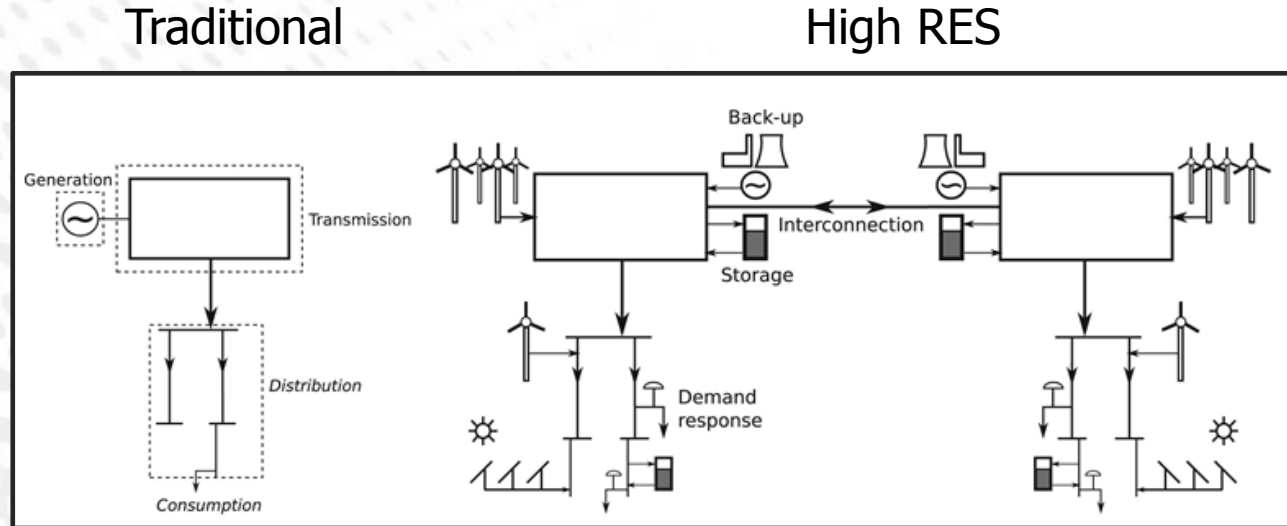 Traditional
High RES
Generation
Transmission
Distribution
Consumption
Back-up
Interconnection
Storage
Demand
response